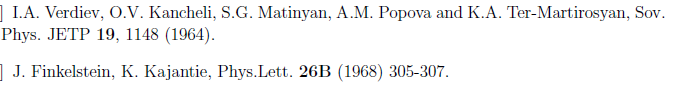 ] I.A. Verdiev, O.V. Kancheli, S.G. Matinyan, A.M. Popova and K.A. Ter-Martirosyan, Sov.
Phys. JETP 19, 1148 (1964).
] J. Finkelstein, K. Kajantie, Phys.Lett. 26B (1968) 305-307.